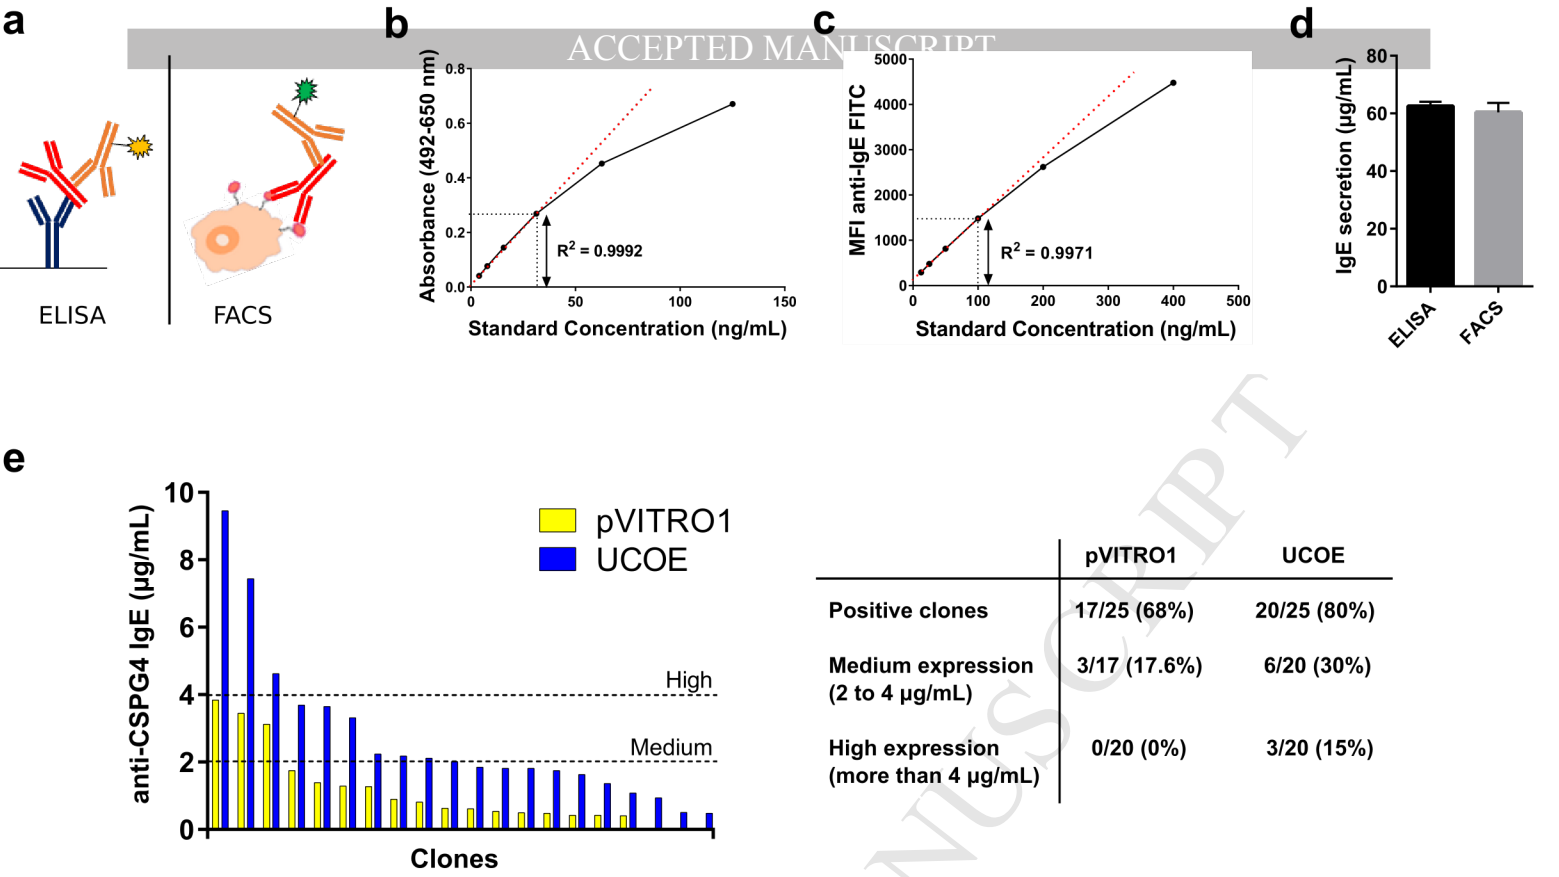 ACCEPTED MANUSCRIPT
a
ELISA
FACS
b
Absorbance (492-650 nm)
0.8
0.6
0.4
0.2
0.0
R² = 0.9992
0
50
100
150
Standard Concentration (ng/mL)
c
MFI anti-IgE FITC
5000
4000
3000
2000
1000
0
R² = 0.9971
0
100
200
300
400
500
Standard Concentration (ng/mL)
d
IgE secretion (μg/mL)
80
60
40
20
0
ELISA
FACS
e
anti-CSPG4 IgE (μg/mL)
10
8
6
4
2
0
pVITRO1
UCOE
High
Medium
Clones
pVITRO1 UCOE
Positive clones 17/25 (68%) 20/25 (80%)
Medium expression 3/17 (17.6%) 6/20 (30%)
(2 to 4 μg/mL)
High expression 0/20 (0%) 3/20 (15%)
(more than 4 μg/mL)
NUSCRIPT